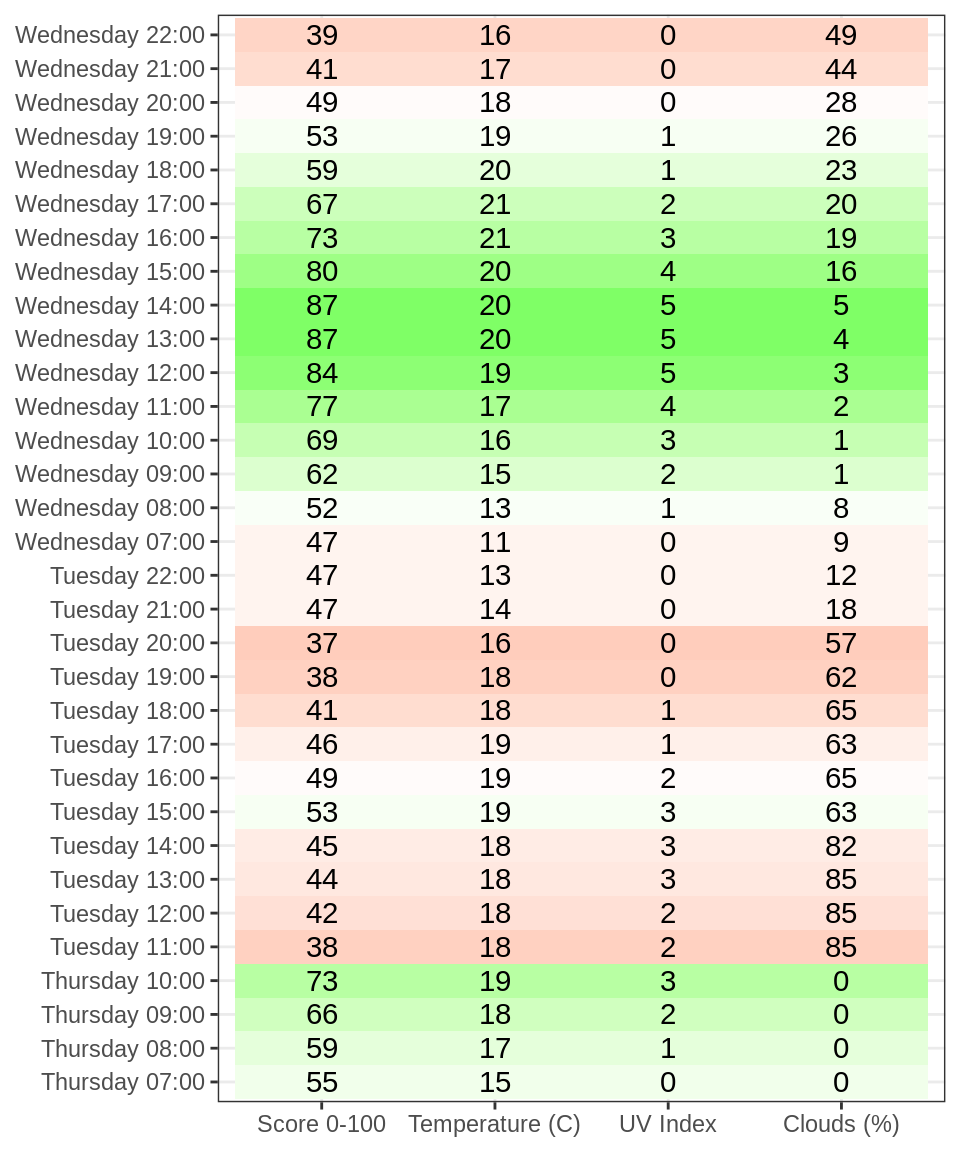 Wednesday 22:00 39 16 0 49
Wednesday 21:00 41 17 0 44
Wednesday 20:00 49 18 0 28
Wednesday 19:00 53 19 1 26
Wednesday 18:00 59 20 1 23
Wednesday 17:00 67 21 2 20
Wednesday 16:00 73 21 3 19
Wednesday 15:00 80 20 4 16
Wednesday 14:00 87 20 5 5
Wednesday 13:00 87 20 5 4
Wednesday 12:00 84 19 5 3
Wednesday 11:00 77 17 4 2
Wednesday 10:00 69 16 3 1
Wednesday 09:00 62 15 2 1
Wednesday 08:00 52 13 1 8
Wednesday 07:00 47 11 0 9
Tuesday 22:00 47 13 0 12
Tuesday 21:00 47 14 0 18
Tuesday 20:00 37 16 0 57
Tuesday 19:00 38 18 0 62
Tuesday 18:00 41 18 1 65
Tuesday 17:00 46 19 1 63
Tuesday 16:00 49 19 2 65
Tuesday 15:00 53 19 3 63
Tuesday 14:00 45 18 3 82
Tuesday 13:00 44 18 3 85
Tuesday 12:00 42 18 2 85
Tuesday 11:00 38 18 2 85
Thursday 10:00 73 19 3 0
Thursday 09:00 66 18 2 0
Thursday 08:00 59 17 1 0
Thursday 07:00 55 15 0 0
Score 0-100 Temperature (C) UV Index Clouds (%)